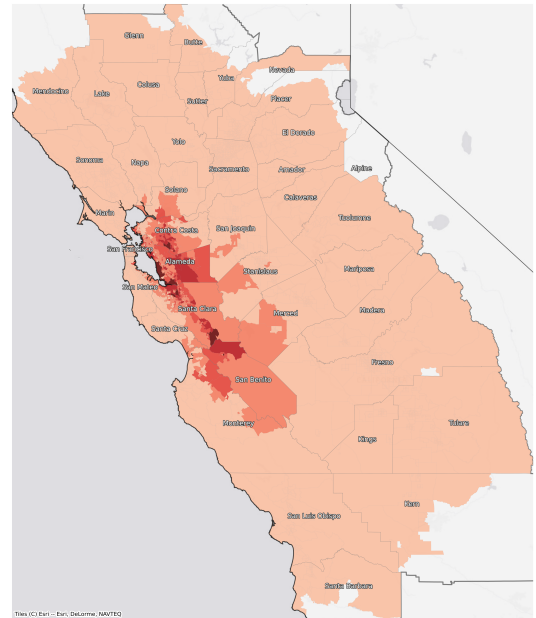 Glenn
Butte
Nevada
Yuba
Colusa
Mendocino
Lake
Sutter
Placer
El Dorado
Yolo
Sonoma
Napa
Sacramento
Amador
Alpine
Solano
Calaveras
Marin
Tuolumne
Contra Costa
San Joaquin
San Francisco
Alameda
Stanislaus
Mariposa
San Mateo
Santa Clara
Merced
Madera
Santa Cruz
Fresno
San Benito
Monterey
Tulare
Kings
Kern
San Luis Obispo
Santa Barbara
Tiles (C) Esri -- Esri, DeLorme, NAVTEQ